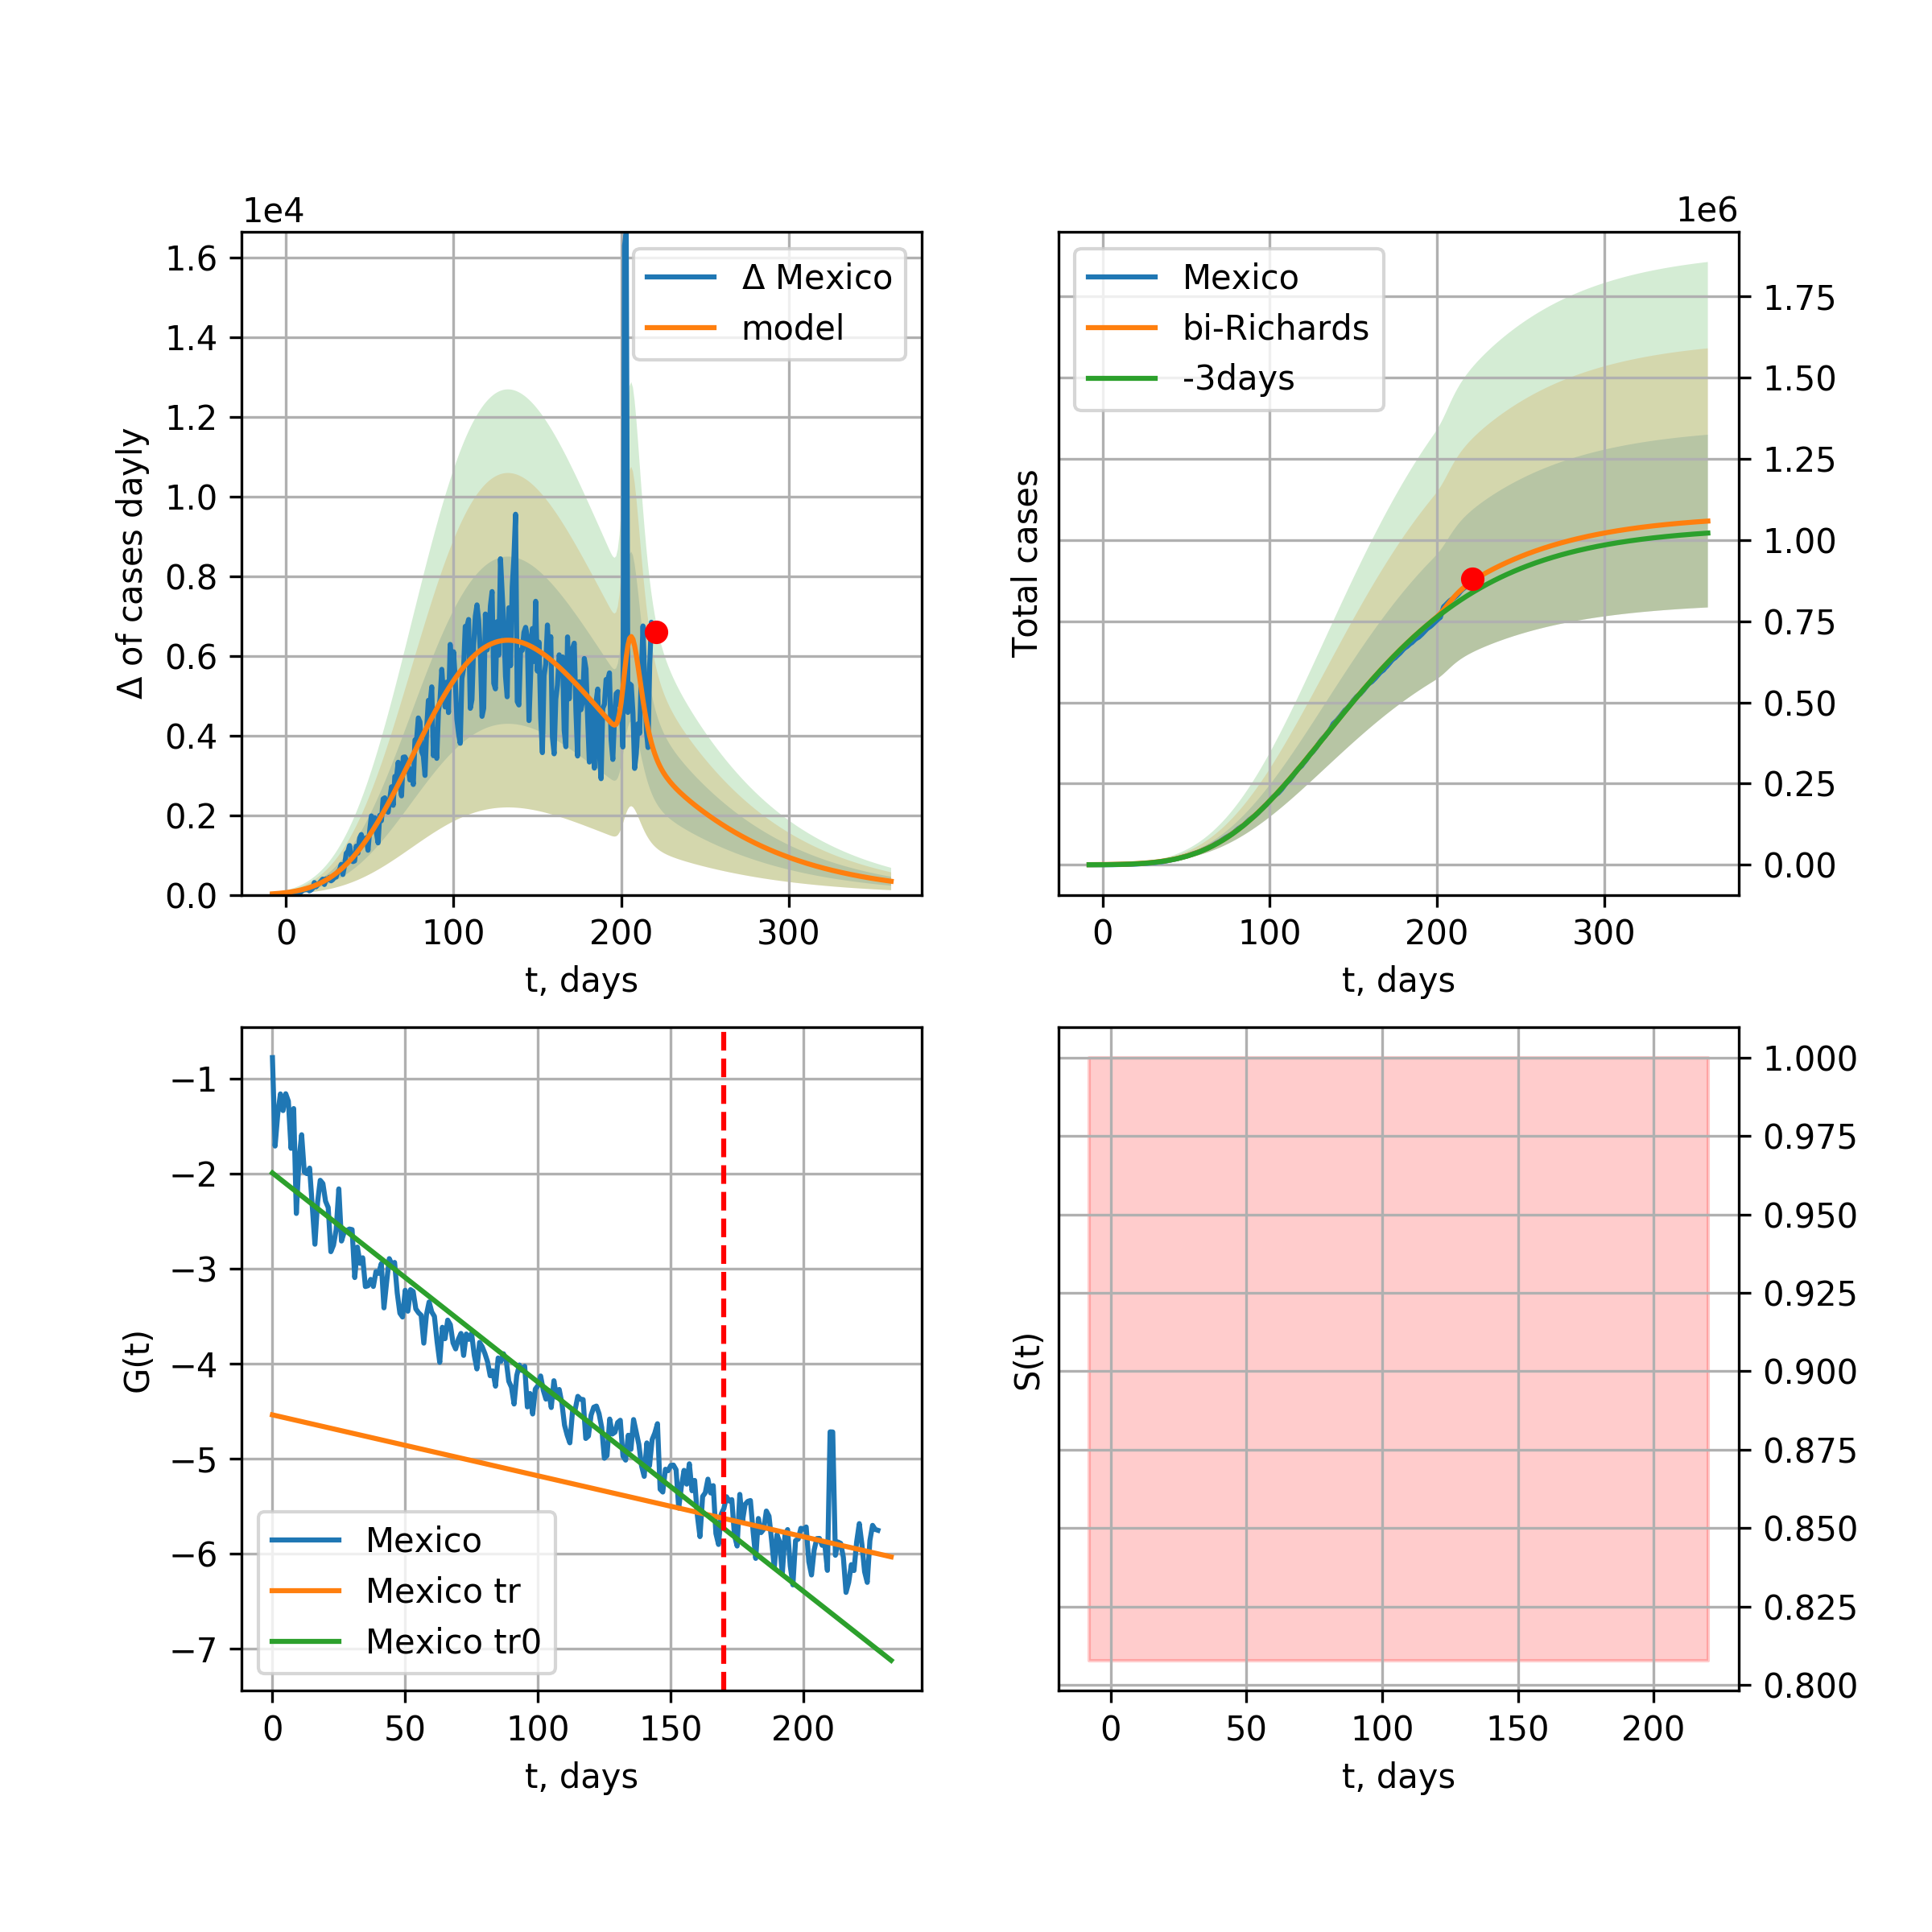 1e4
1.6
1.4
1.2
1.0
0.8
0.6
0.4
0.2
0.0
Δ of cases dayly
Δ Mexico
model
0 100 200 300
t, days
1e6
Mexico
bi-Richards
-3days
1.75
1.50
1.25
1.00
0.75
0.50
0.25
0.00
Total cases
0 100 200 300
t, days
−1
−2
−3
−4
−5
−6
−7
G(t)
Mexico
Mexico tr
Mexico tr0
0 50 100 150 200
t, days
S(t)
1.000
0.975
0.950
0.925
0.900
0.875
0.850
0.825
0.800
0 50 100 150 200
t, days